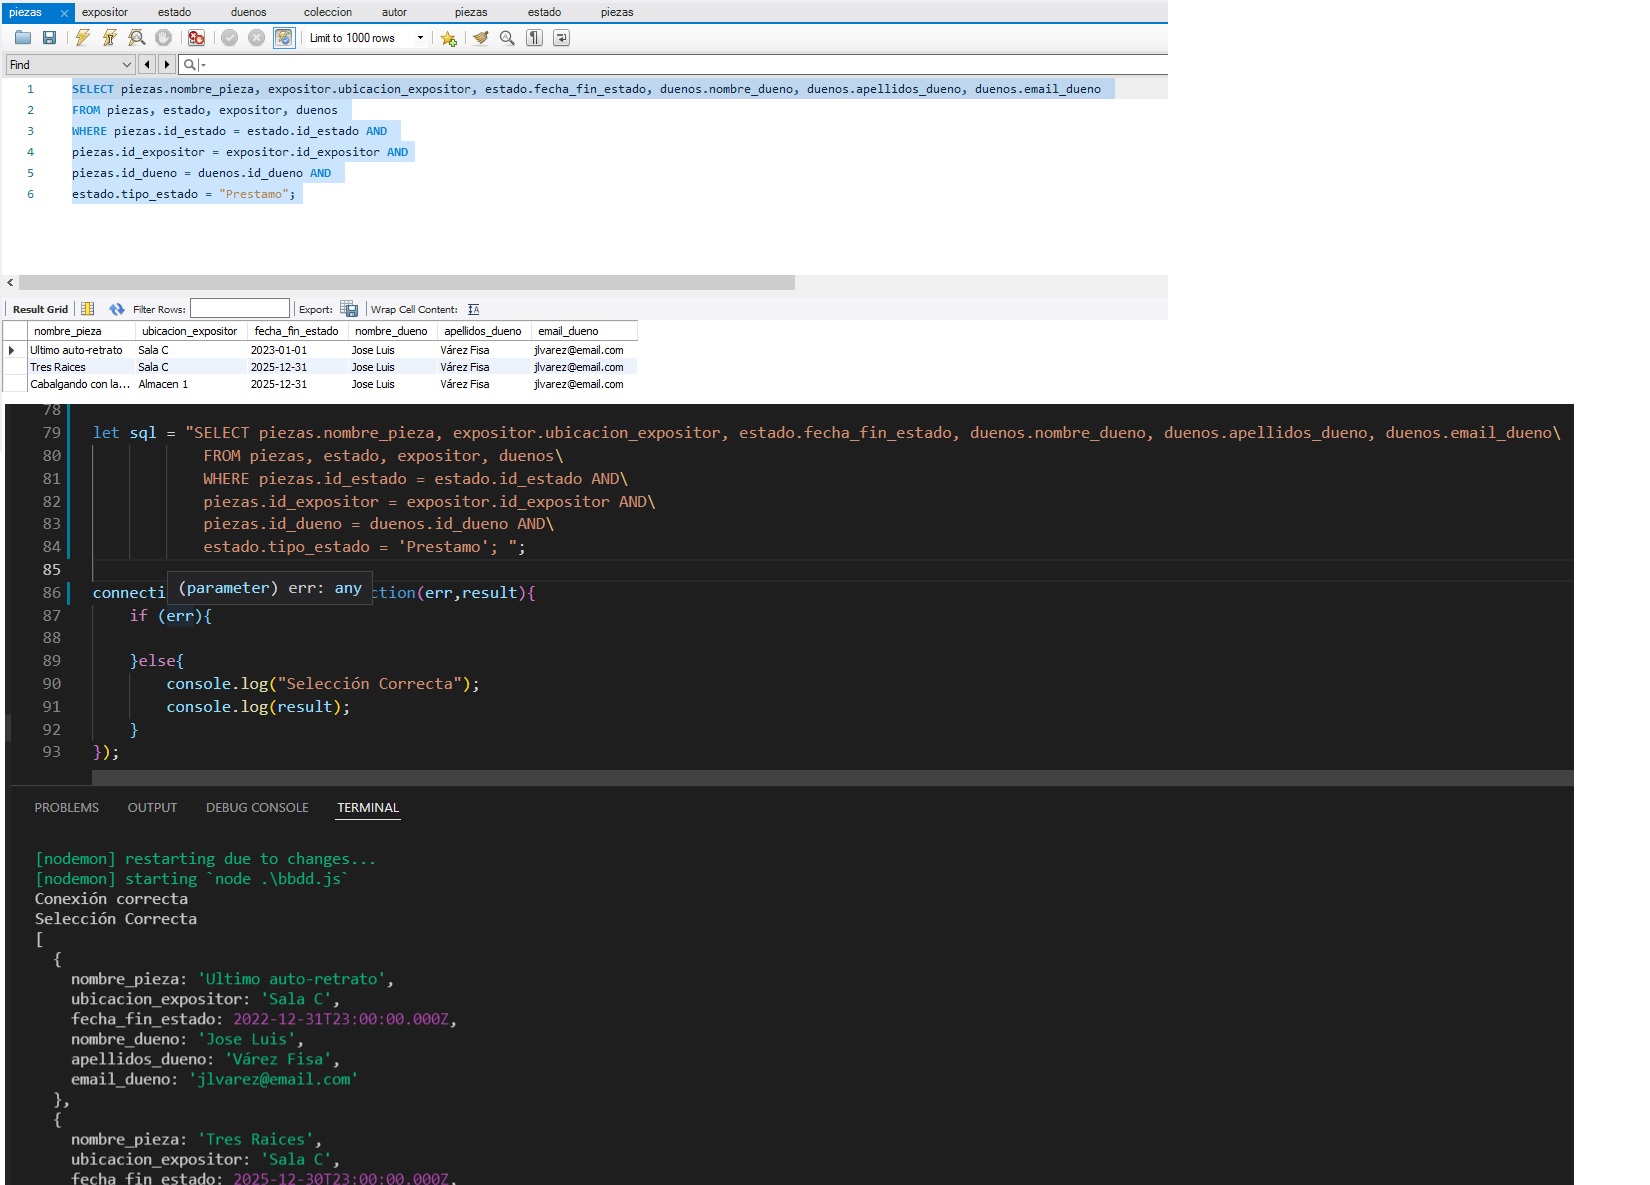 piezas expositor estado duenos coleccion autor piezas estado piezas
Limit to 1000 rows
Find
1 SELECT piezas.nombre_pieza, expositor.ubicacion_expositor, estado.fecha_fin_estado, duenos.nombre_dueno, duenos.apellidos_dueno, duenos.email_dueno
2 FROM piezas, estado, expositor, duenos
3 WHERE piezas.id_estado = estado.id_estado AND
4 piezas.id_expositor = expositor.id_expositor AND
5 piezas.id_dueno = duenos.id_dueno AND
6 estado.tipo_estado = "Prestamo";
Result Grid Filter Rows: Export: Wrap Cell Content:
nombre_pieza ubicacion_expositor fecha_fin_estado nombre_dueno apellidos_dueno email_dueno
Ultimo auto-retrato Sala C 2023-01-01 Jose Luis Várez Fisa jlvarez@email.com
Tres Raices Sala C 2025-12-31 Jose Luis Várez Fisa jlvarez@email.com
Cabalgando con la... Almacen 1 2025-12-31 Jose Luis Várez Fisa jlvarez@email.com
78
79 let sql = "SELECT piezas.nombre_pieza, expositor.ubicacion_expositor, estado.fecha_fin_estado, duenos.nombre_dueno, duenos.apellidos_dueno, duenos.email_dueno\
80 FROM piezas, estado, expositor, duenos\
81 WHERE piezas.id_estado = estado.id_estado AND\
82 piezas.id_expositor = expositor.id_expositor AND\
83 piezas.id_dueno = duenos.id_dueno AND\
84 estado.tipo_estado = 'Prestamo'; ";
85
(parameter) err: any
86 connecti ction(err,result){
87 if (err){
88
89 }else{
90 console.log("Selección Correcta");
91 console.log(result);
92 }
93 });
PROBLEMS OUTPUT DEBUG CONSOLE TERMINAL
[nodemon] restarting due to changes...
[nodemon] starting `node .\bbdd.js`
Conexión correcta
Selección Correcta
[
{
nombre_pieza: 'Ultimo auto-retrato',
ubicacion_expositor: 'Sala C',
fecha_fin_estado: 2022-12-31T23:00:00.000Z,
nombre_dueno: 'Jose Luis',
apellidos_dueno: 'Várez Fisa',
email_dueno: 'jlvarez@email.com'
},
{
nombre_pieza: 'Tres Raices',
ubicacion_expositor: 'Sala C',
fecha fin estado: 2025-12-30T23:00:00.000Z,